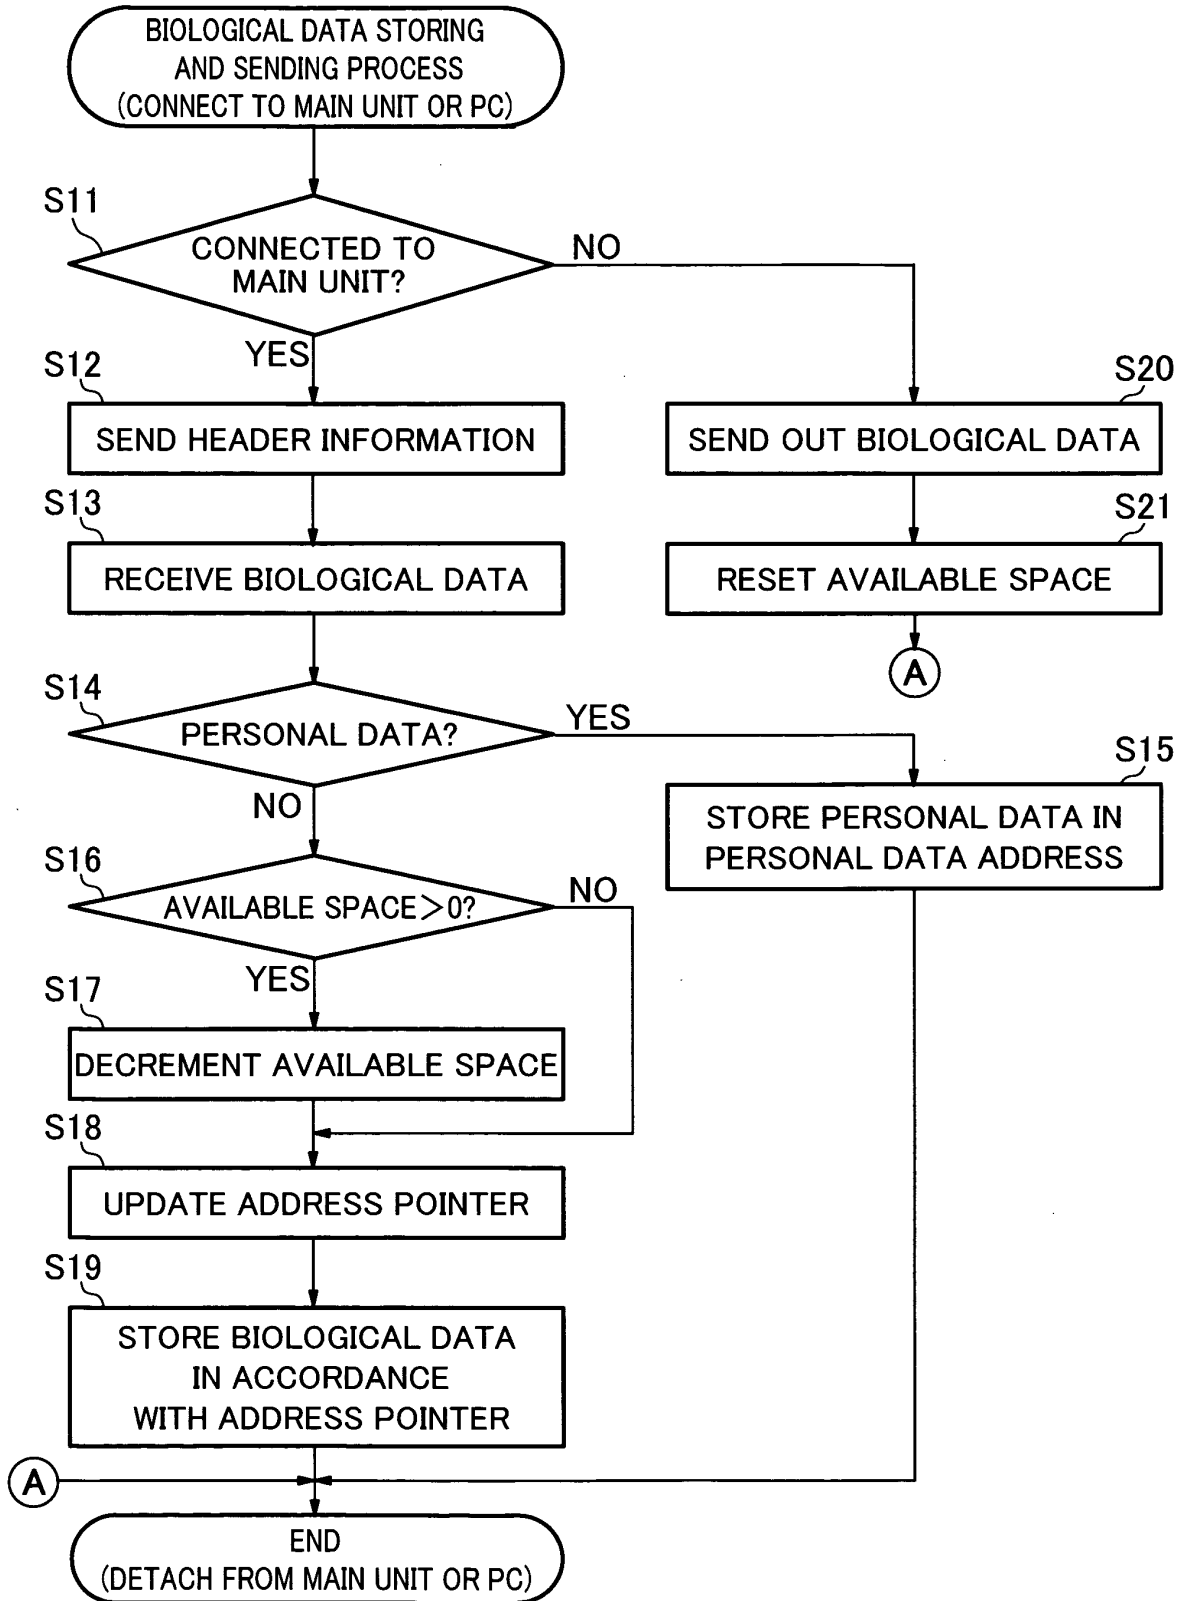 BIOLOGICAL DATA STORING
AND SENDING PROCESS
(CONNECT TO MAIN UNIT OR PC)
S11
CONNECTED TO
MAIN UNIT?
NO
YES
S12
SEND HEADER INFORMATION
S20
SEND OUT BIOLOGICAL DATA
S13
RECEIVE BIOLOGICAL DATA
S21
RESET AVAILABLE SPACE
A
S14
PERSONAL DATA?
YES
NO
S15
STORE PERSONAL DATA IN
PERSONAL DATA ADDRESS
S16
AVAILABLE SPACE>0?
NO
YES
S17
DECREMENT AVAILABLE SPACE
S18
UPDATE ADDRESS POINTER
S19
STORE BIOLOGICAL DATA
IN ACCORDANCE
WITH ADDRESS POINTER
A
END
(DETACH FROM MAIN UNIT OR PC)